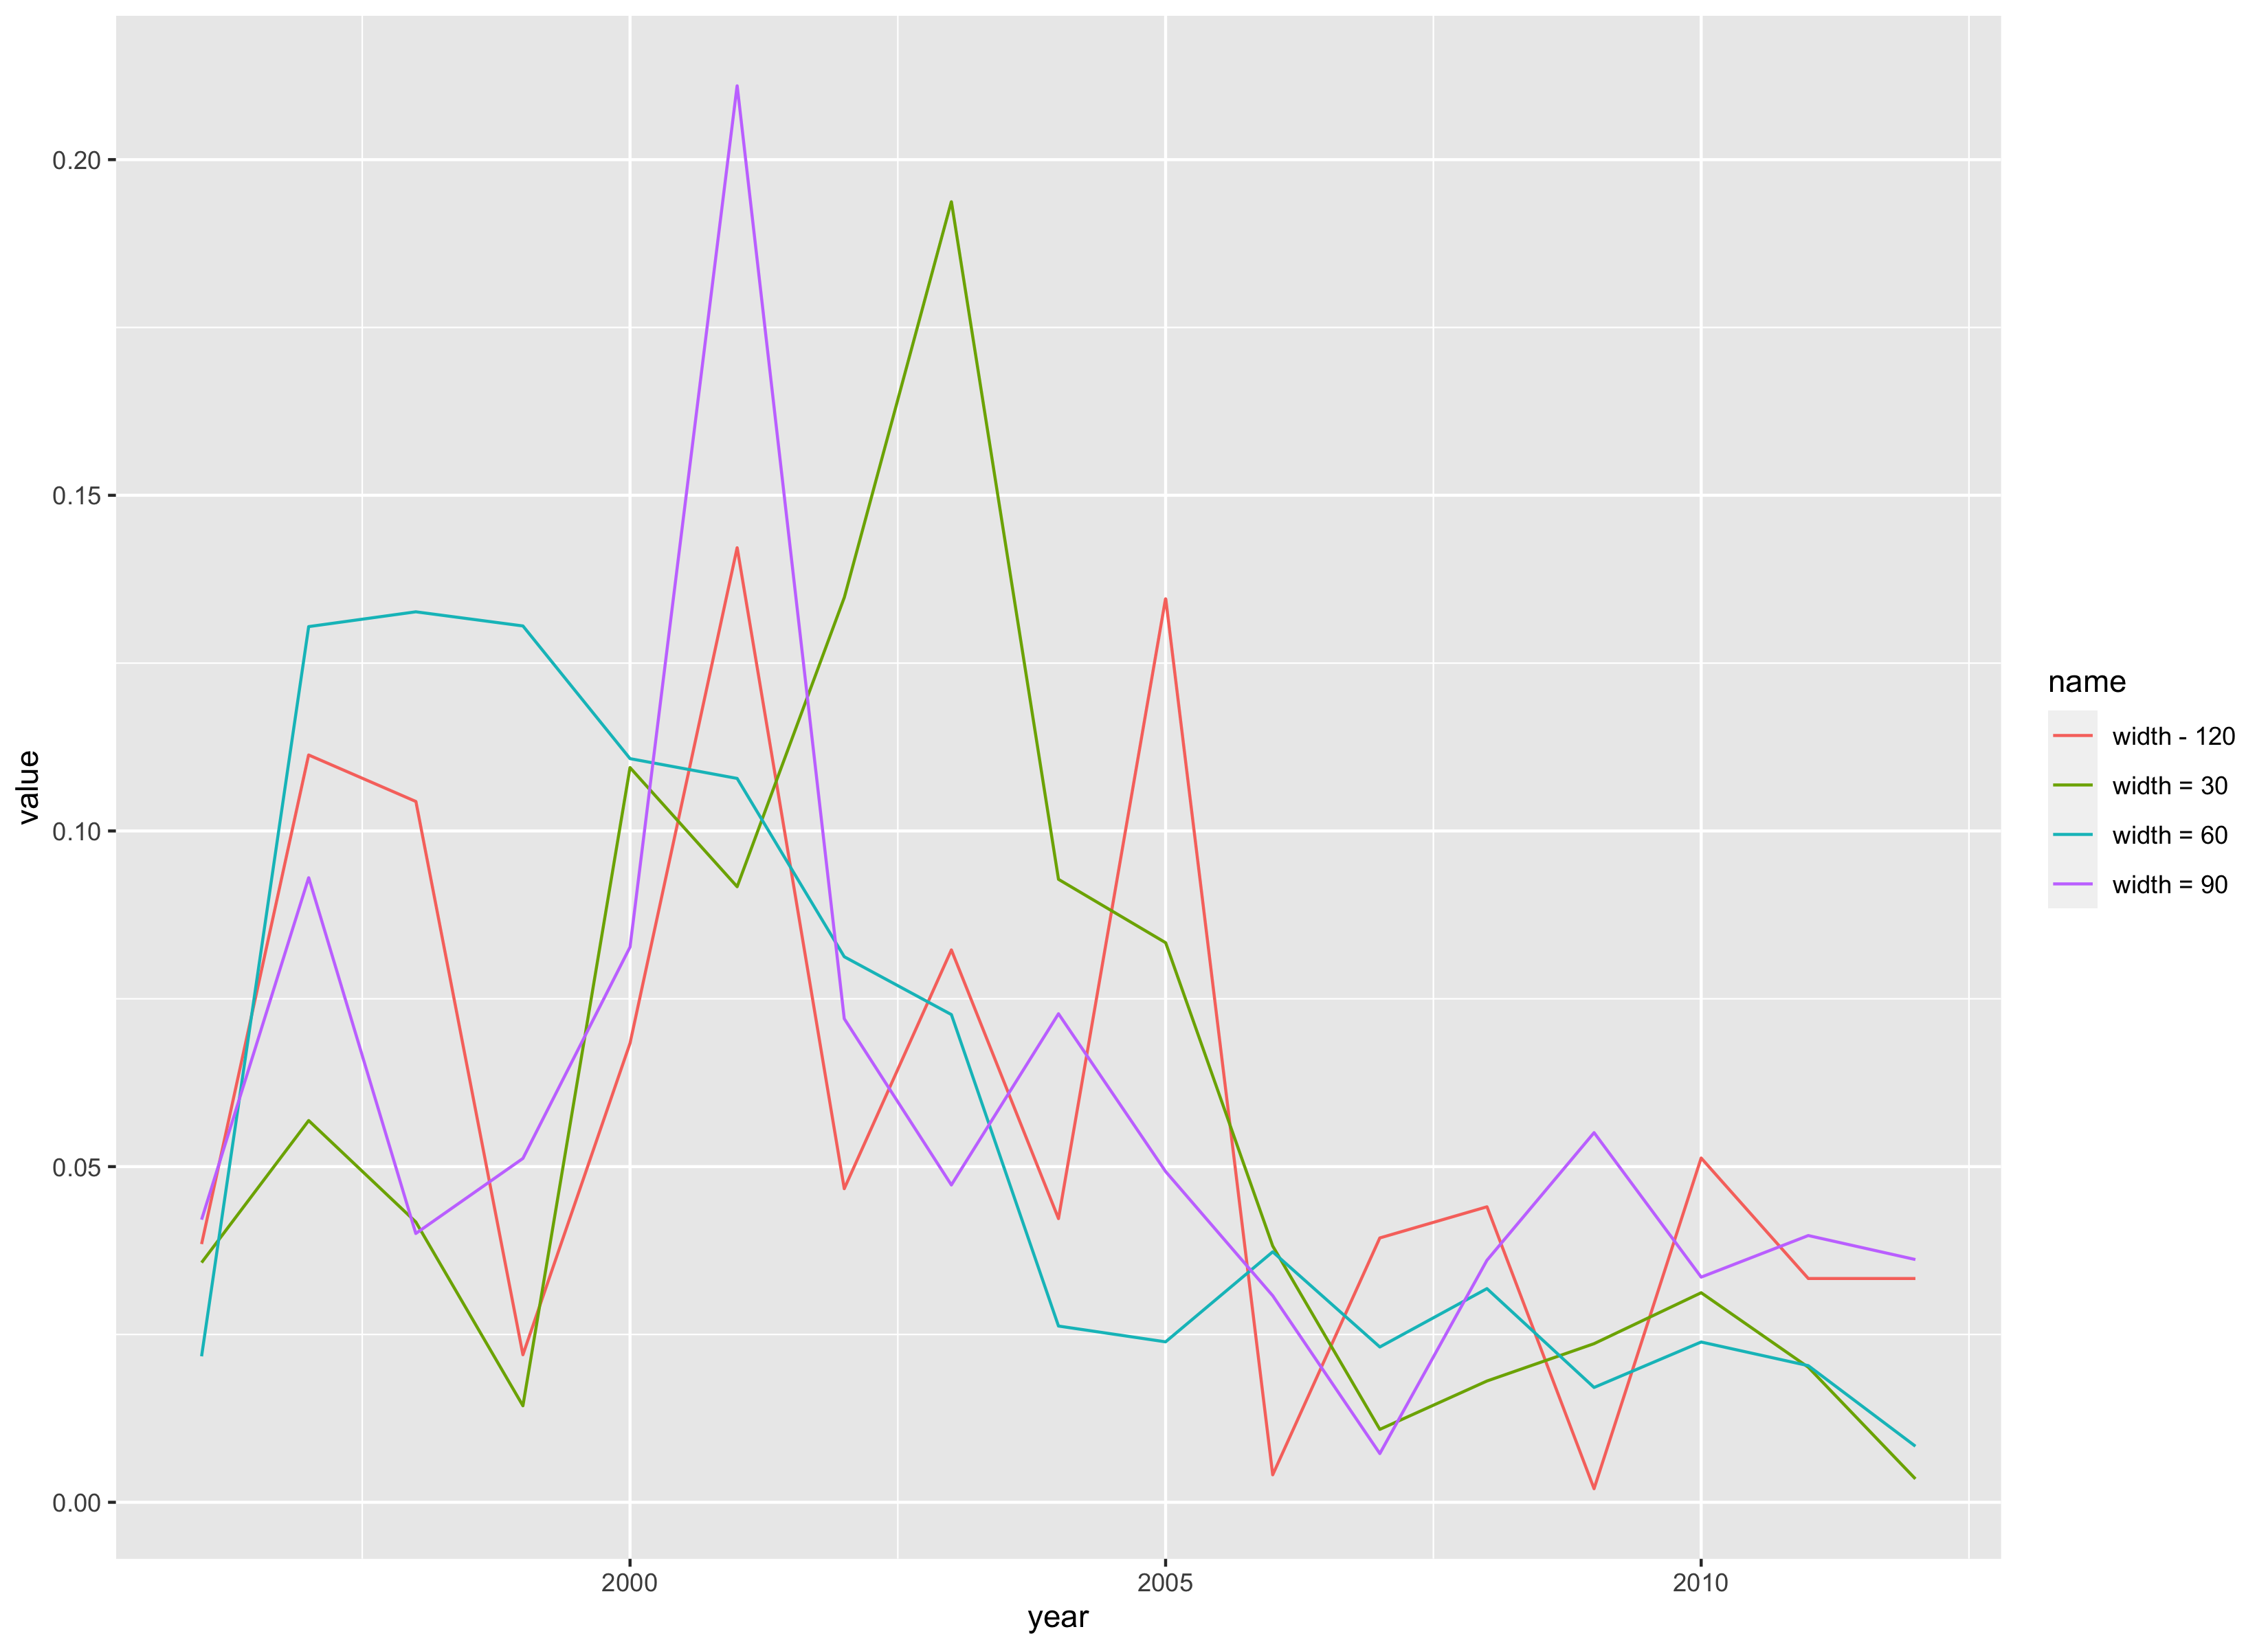 0.20
0.15
0.10
0.05
0.00
value
2000
2005
2010
year
name
width - 120
width = 30
width = 60
width = 90